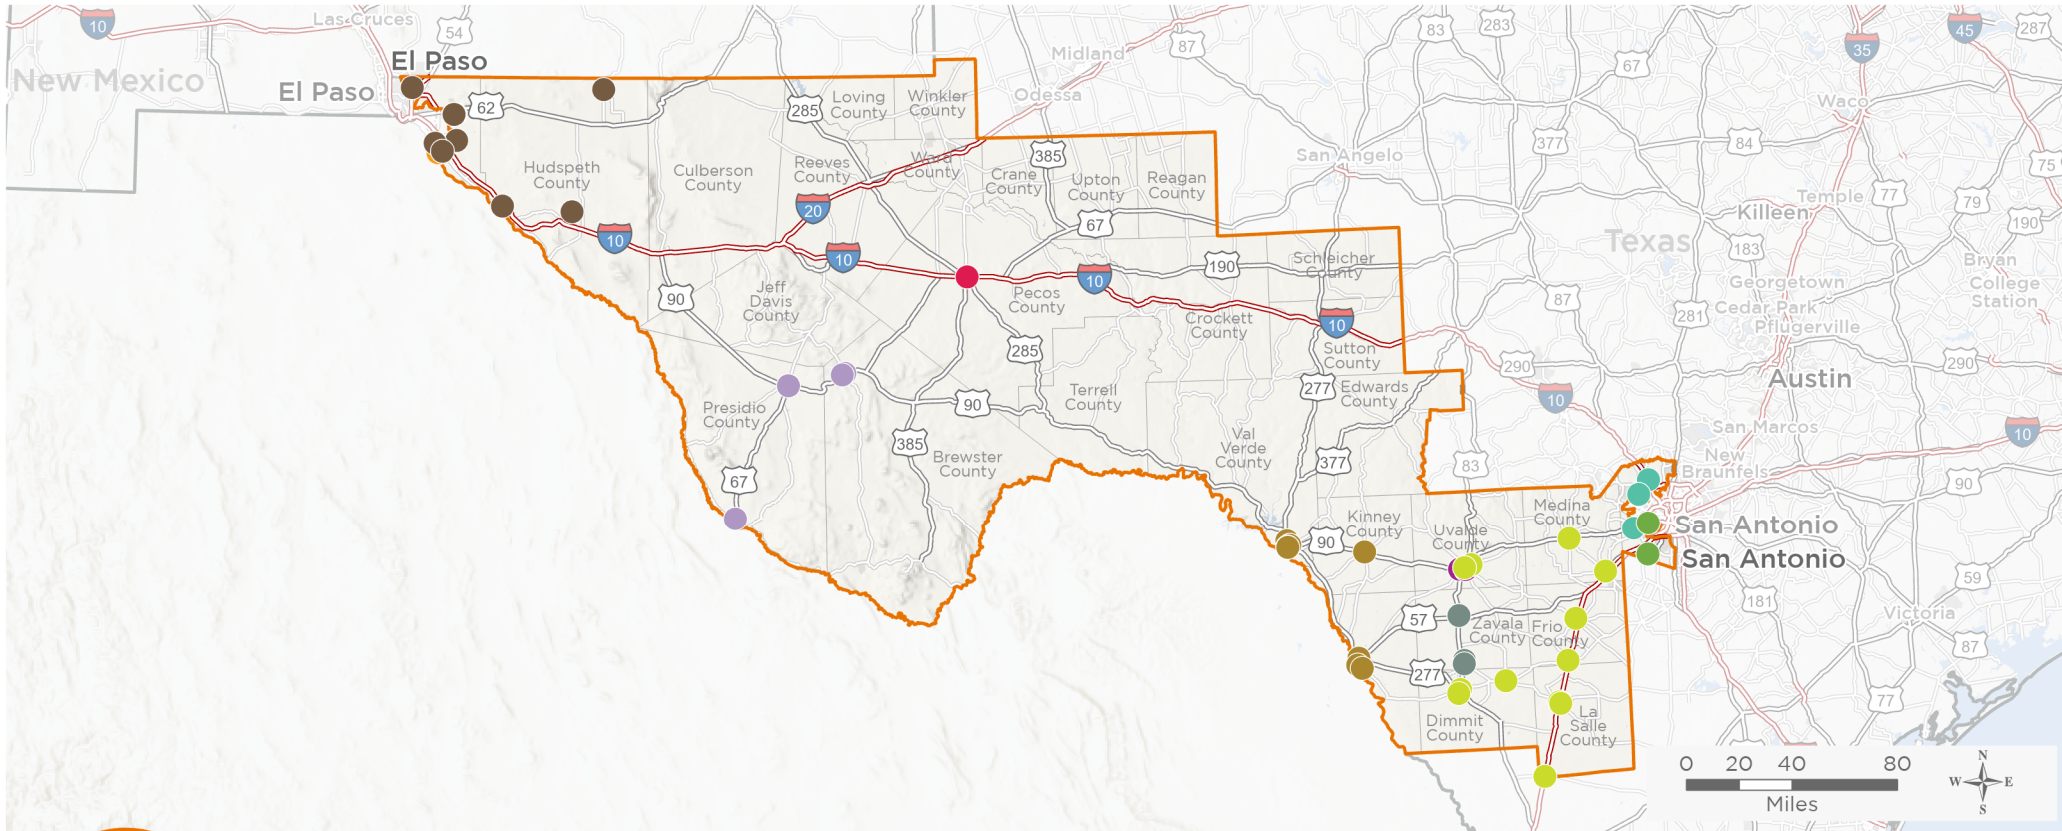 10
Las Cruces
54
El Paso
New Mexico
El Paso
62
285
Loving
County
Winkler
County
Midland
Odessa
87
83
283
67
35
45
287
Waco
Hudspeth
County
Culberson
County
Reeves
County
Ward
County
Crane
County
385
Upton
County
Reagan
County
San Angelo
377
84
75
Temple
77
79
190
Killeen
Texas
183
20
10
10
67
10
190
Schleicher
County
Bryan
College
Station
Georgetown
Cedar Park
Pflugerville
87
281
90
Jeff
Davis
County
Pecos
County
Crockett
County
10
Sutton
County
285
290
290
Austin
10
277
Edwards
County
Terrell
County
Presidio
County
90
385
Brewster
County
Val
Verde
County
377
83
San Marcos
New
Braunfels
10
90
67
Kinney
County
90
Uvalde
County
Medina
County
San Antonio
San Antonio
59
181
Victoria
87
77
57
Zavala
County
Frio
County
277
Dimmit
County
La
Salle
County
0 20 40 80
Miles
N
W E
S